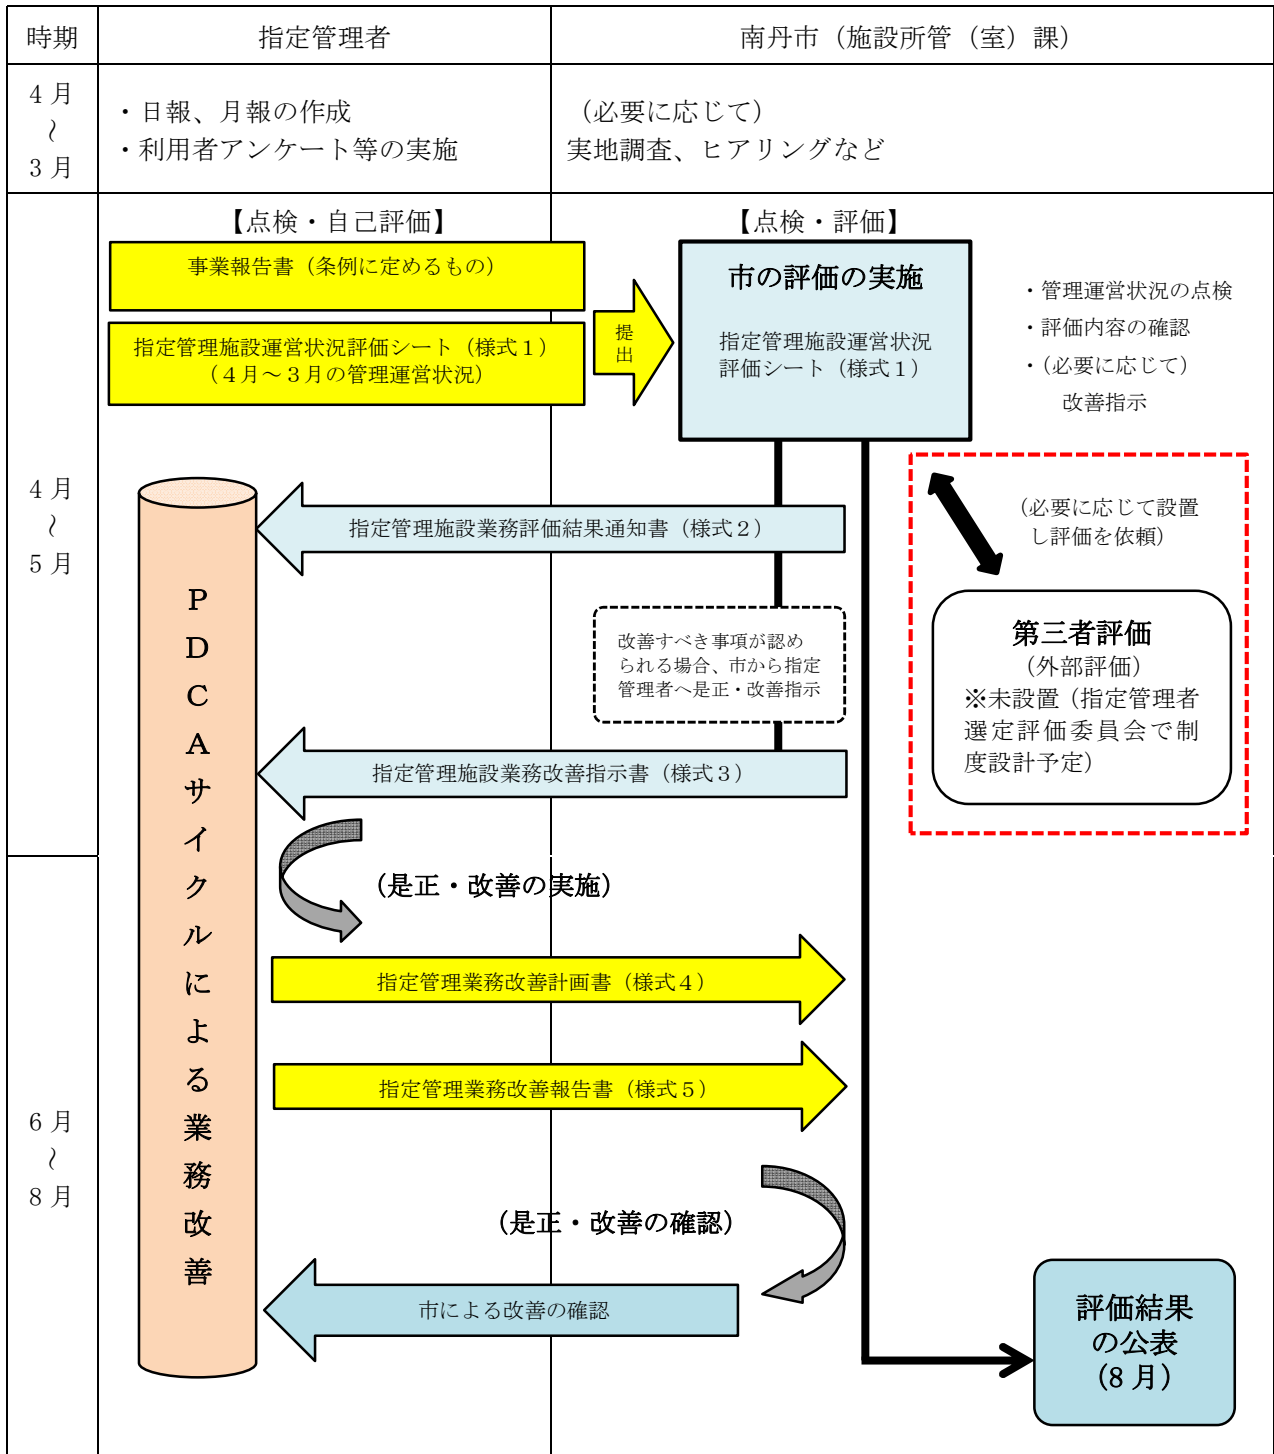 時期
指定管理者
南丹市（施設所管（室）課）
4月
～
3月
・日報、月報の作成
・利用者アンケート等の実施
（必要に応じて）
実地調査、ヒアリングなど
4月
～
5月
【点検・自己評価】
【点検・評価】
事業報告書（条例に定めるもの）
指定管理施設運営状況評価シート（様式１）
（４月～３月の管理運営状況）
提
出
市の評価の実施
指定管理施設運営状況
評価シート（様式１）
・管理運営状況の点検
・評価内容の確認
・（必要に応じて）
改善指示
指定管理施設業務評価結果通知書（様式２）
（必要に応じて設置
し評価を依頼）
改善すべき事項が認め
られる場合、市から指定
管理者へ是正・改善指示
第三者評価
（外部評価）
※未設置（指定管理者
選定評価委員会で制
度設計予定）
指定管理施設業務改善指示書（様式３）
ＰＤＣＡサイクルによる業務改善
6月
～
8月
（是正・改善の実施）
指定管理業務改善計画書（様式４）
指定管理業務改善報告書（様式５）
（是正・改善の確認）
市による改善の確認
評価結果
の公表
（8月）